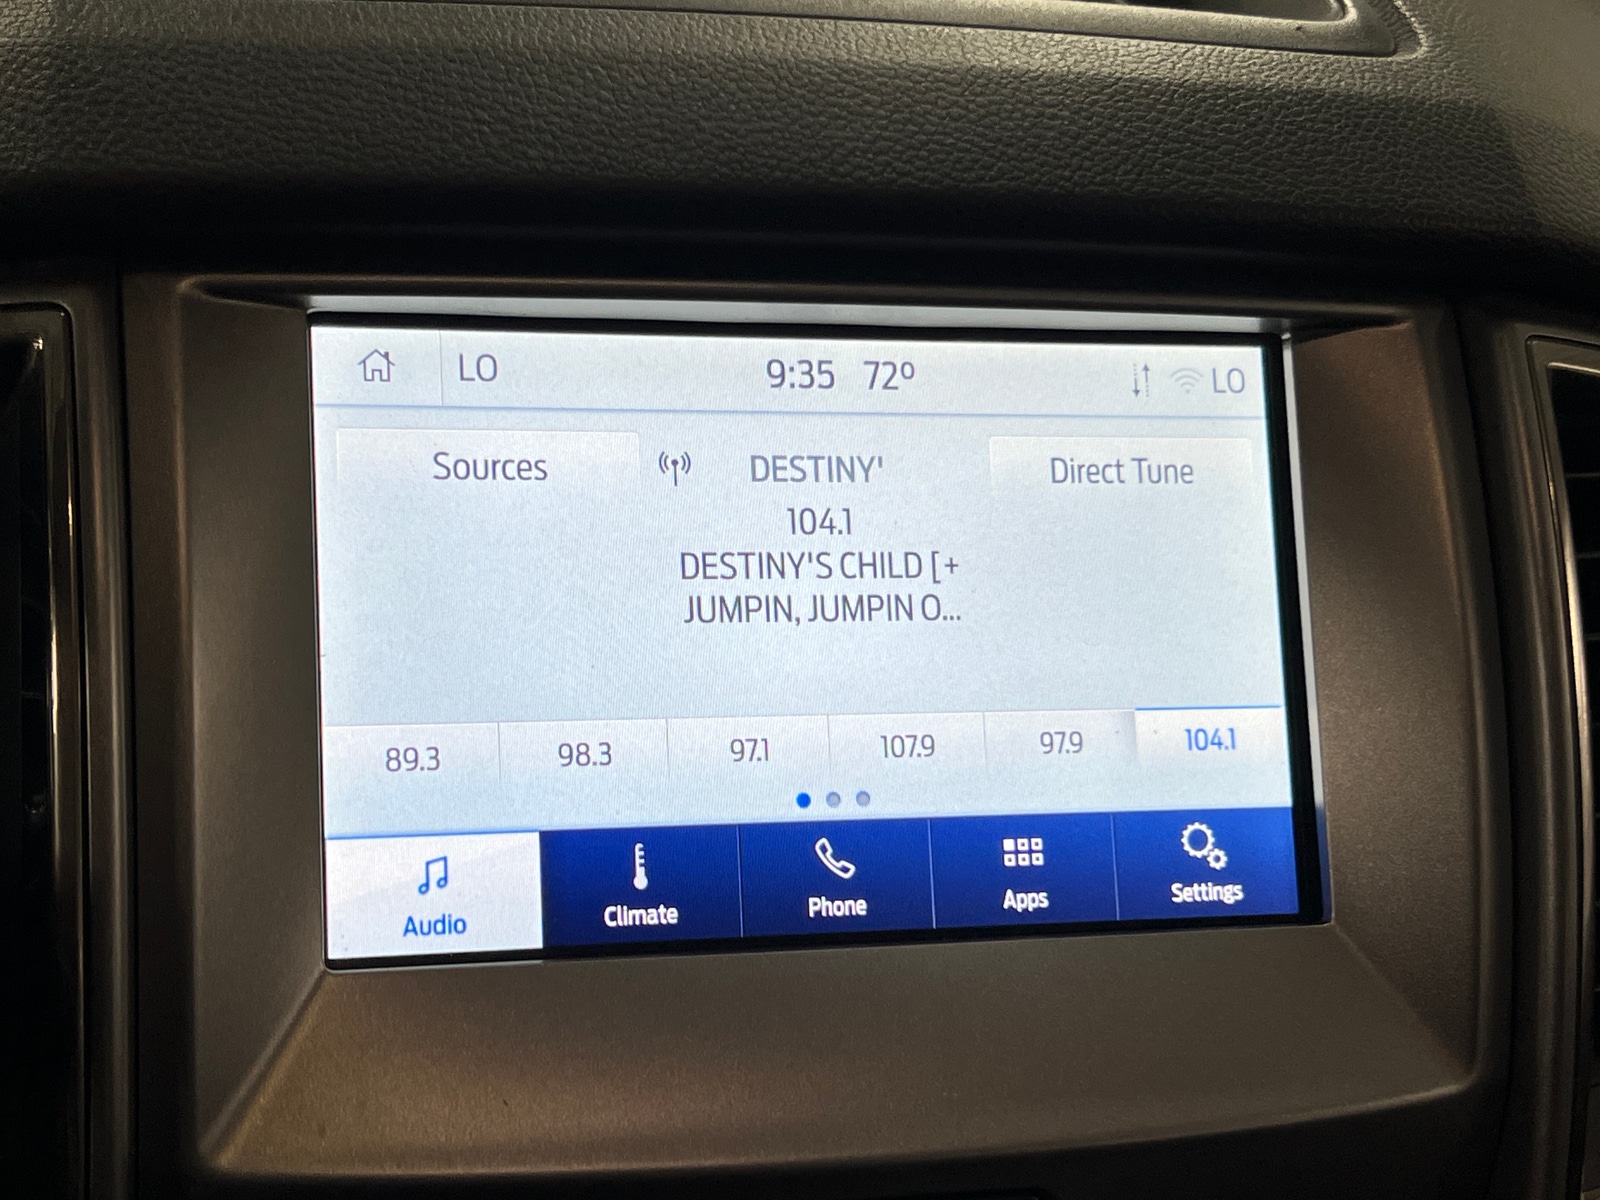 LO 9:35 72º LO
Sources DESTINY' Direct Tune
104.1
DESTINY'S CHILD [+
JUMPIN, JUMPIN O...
89.3 98.3 97.1 107.9 97.9 104.1
Audio Climate Phone Apps Settings